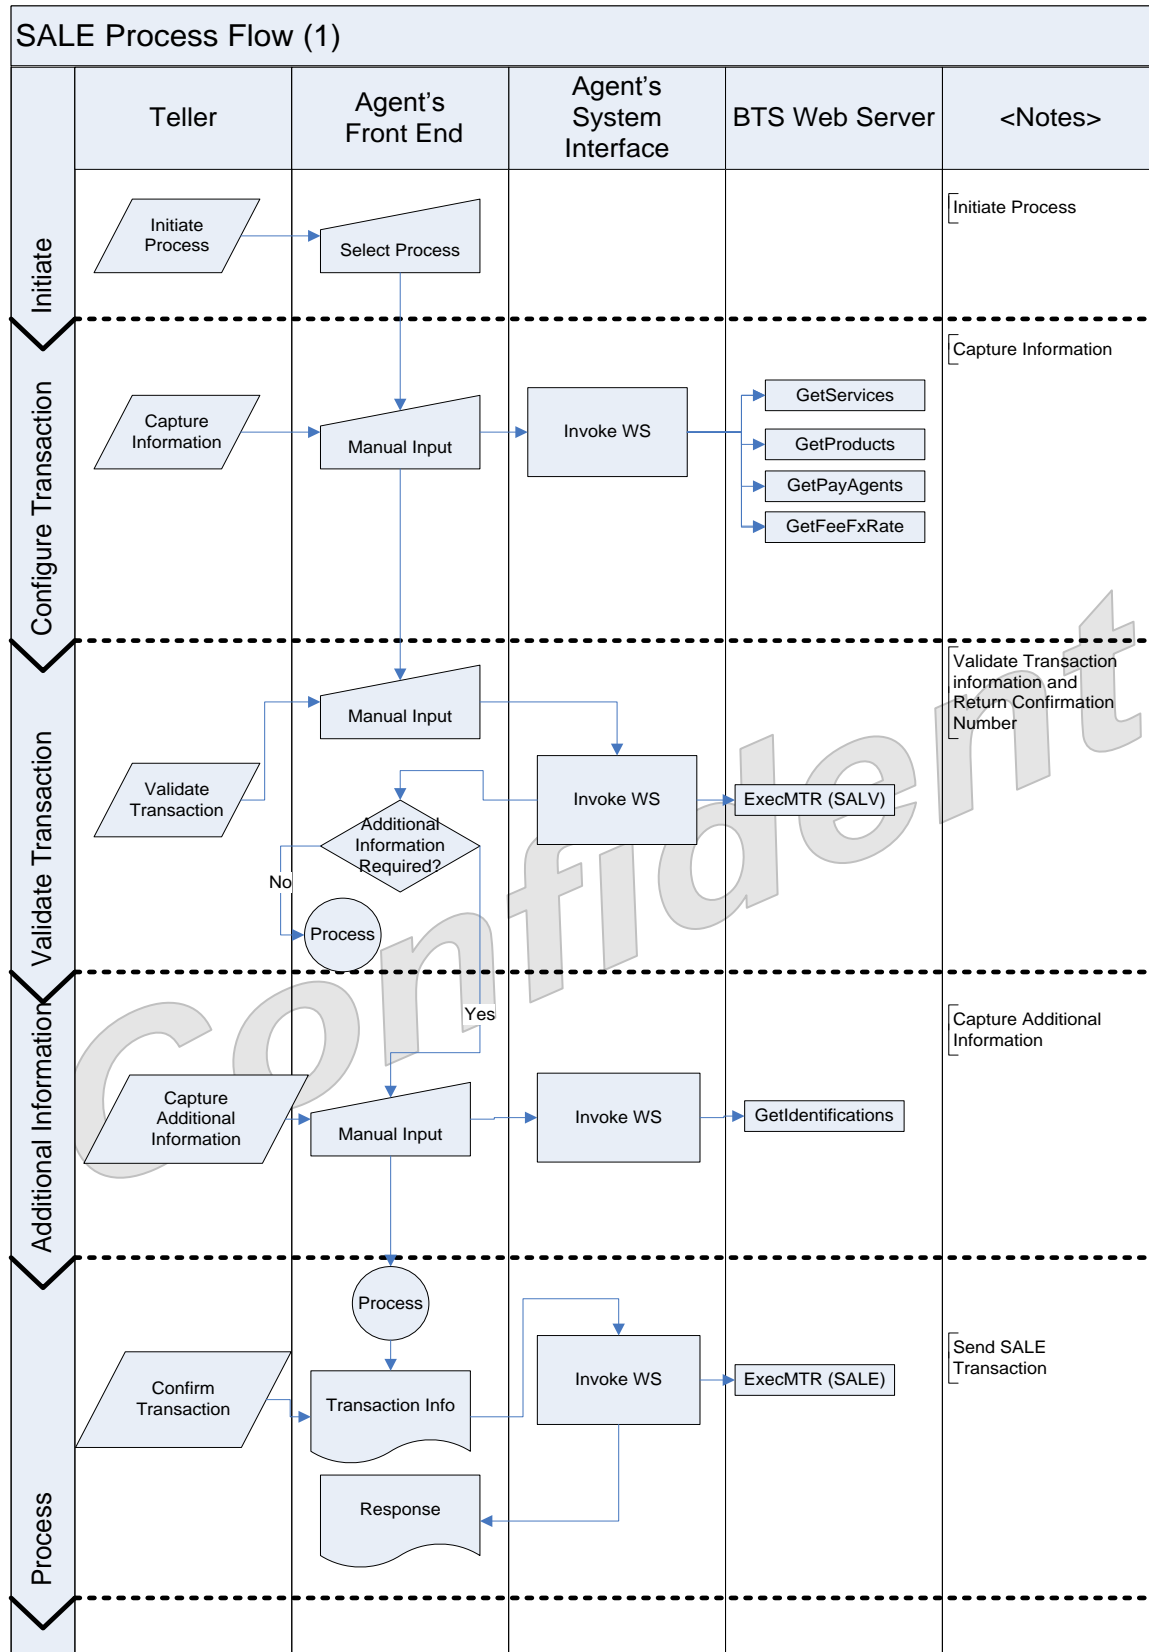 SALE Process Flow (1)
Teller
Agent's
Front End
Agent's
System
Interface
BTS Web Server
<Notes>
Initiate
Initiate
Process
Select Process
Initiate Process
Configure Transaction
Capture
Information
Manual Input
Invoke WS
GetServices
GetProducts
GetPayAgents
GetFeeFxRate
Capture Information
Validate Transaction
Validate
Transaction
Manual Input
Invoke WS
ExecMTR (SALV)
Additional
Information
Required?
No
Process
Yes
Validate Transaction
information and
Return Confirmation
Number
Additional Information
Capture
Additional
Information
Manual Input
Invoke WS
GetIdentifications
Capture Additional
Information
Process
Process
Confirm
Transaction
Transaction Info
Invoke WS
ExecMTR (SALE)
Response
Send SALE
Transaction
Confident